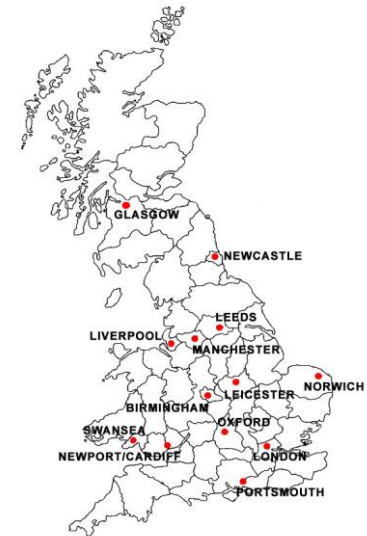 GLASGOW
NEWCASTLE
LEEDS
LIVERPOOL
MANCHESTER
NORWICH
LEICESTER
BIRMINGHAM
OXFORD
SWANSEA
NEWPORT/CARDIFF
LONDON
PORTSMOUTH